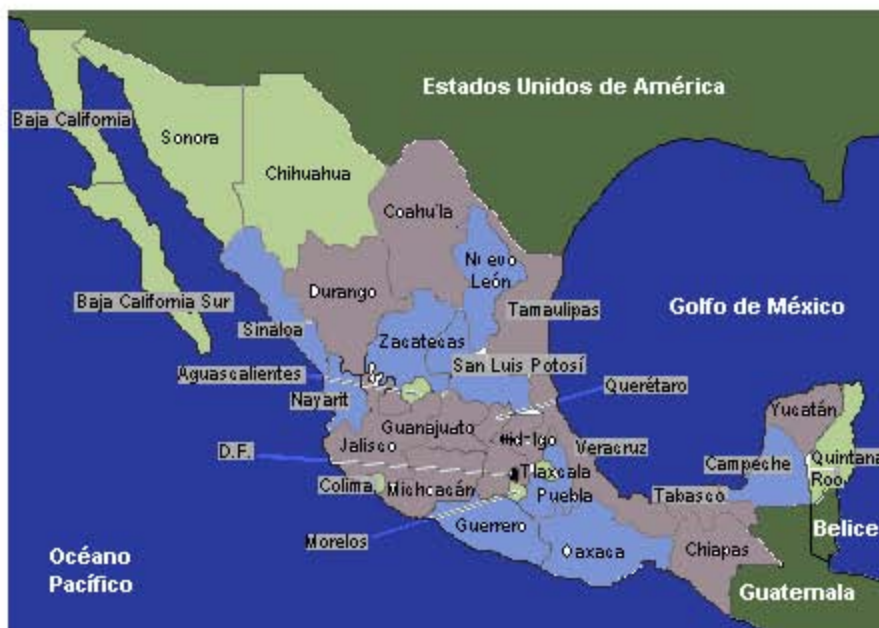 Estados Unidos de América
Baja California
Sonora
Chihuahua
Coahuila
Nuevo
León
Durango
Baja California Sur
Sinaloa
Tamaulipas
Golfo de México
Zacatecas
San Luis Potosí
Aguascalientes
Querétaro
Nayarit
Yucatán
Guanajuato
Hidalgo
Jalisco
Veracruz
D.F.
Campeche
Quintana
Roo
Tlaxcala
Colima
Michoacán
Puebla
Tabasco
Guerrero
Belice
Morelos
Oaxaca
Chiapas
Océano
Pacífico
Guatemala